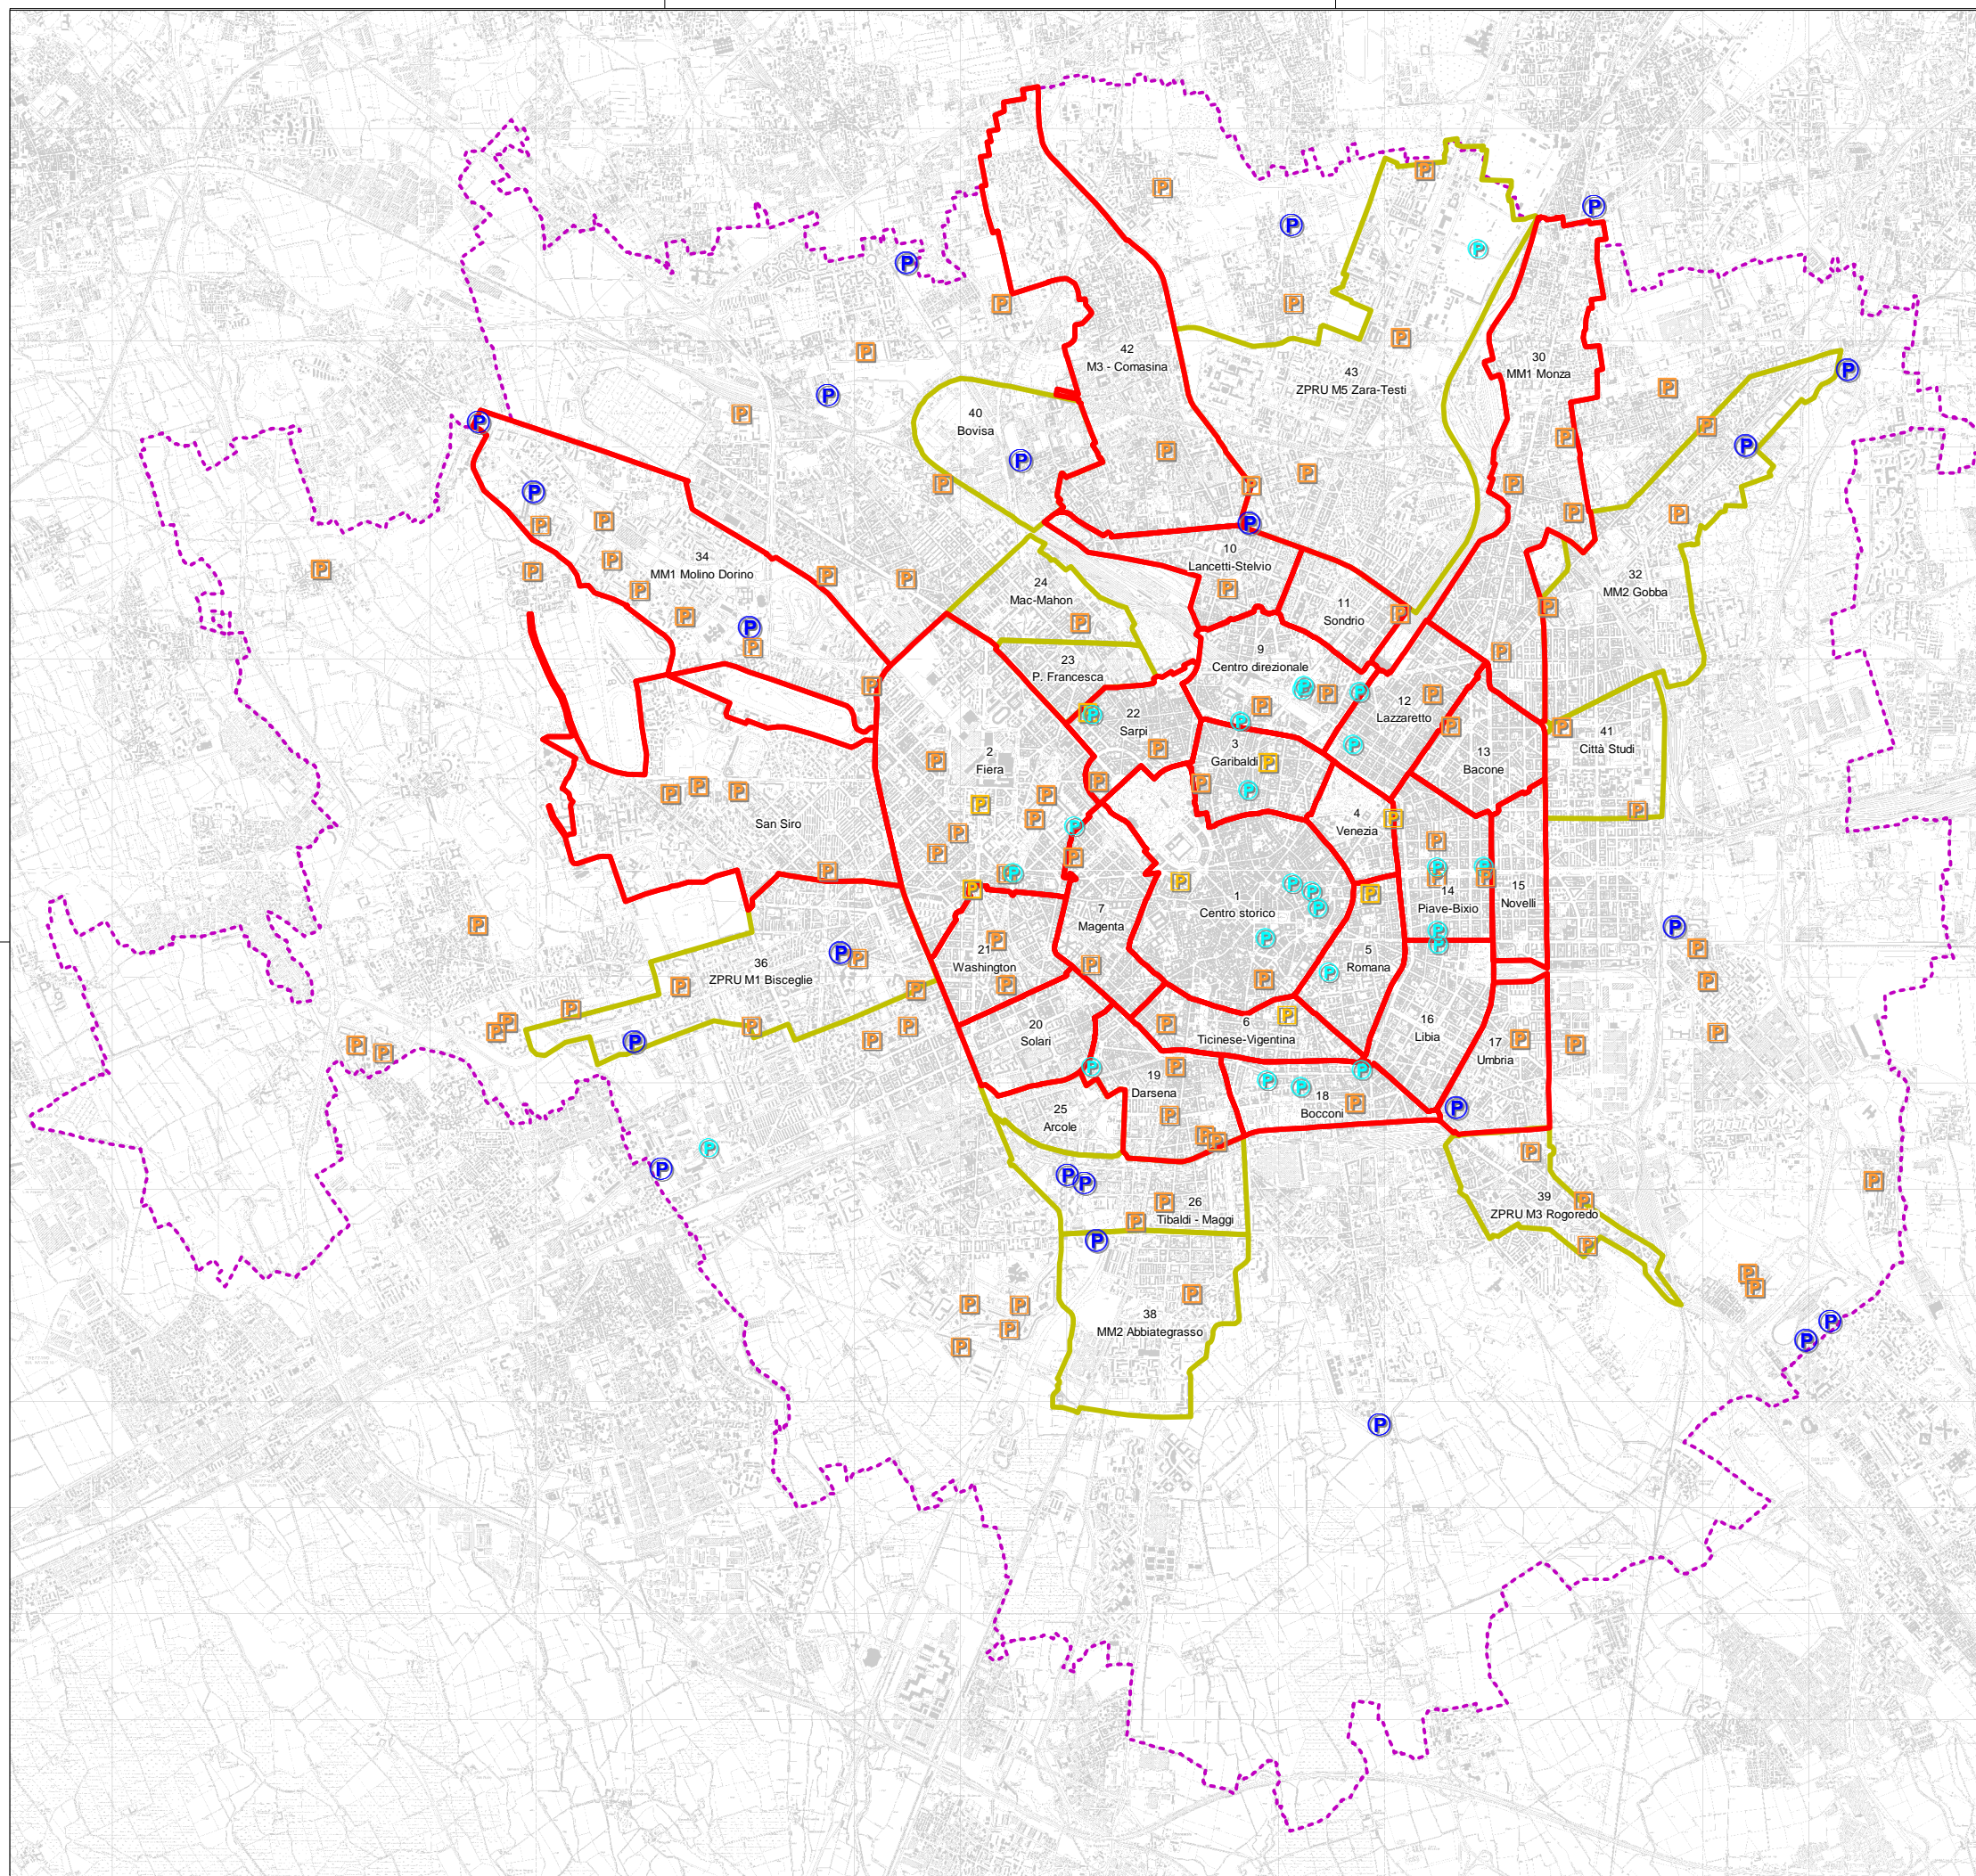 42
M3 - Comasina
30
MM1 Monza
43
ZPRU M5 Zara-Testi
40
Bovisa
34
MM1 Molino Dorino
10
Lancetti-Stelvio
24
Mac-Mahon
11
Sondrio
32
MM2 Gobba
9
Centro direzionale
23
P. Francesca
12
Lazzaretto
22
Sarpi
41
Città Studi
3
Garibaldi
2
Fiera
13
Bacone
4
Venezia
San Siro
14
Piave-Bixio
15
Novelli
1
Centro storico
7
Magenta
21
Washington
5
Romana
36
ZPRU M1 Bisceglie
16
Libia
6
Ticinese-Vigentina
20
Solari
17
Umbria
19
Darsena
18
Bocconi
25
Arcole
26
Tibaldi - Maggi
39
ZPRU M3 Rogoredo
38
MM2 Abbiategrasso